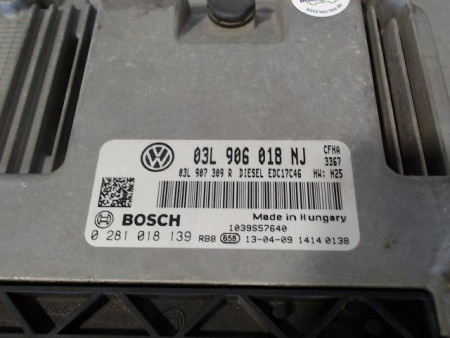 03L 906 018 NJ CFHA
03L 907 309 R DIESEL EDC17C46 3367
HW: H25
BOSCH Made in Hungary
1039S57640
0 281 018 139 RBB 658 13-04-09 1414 0138